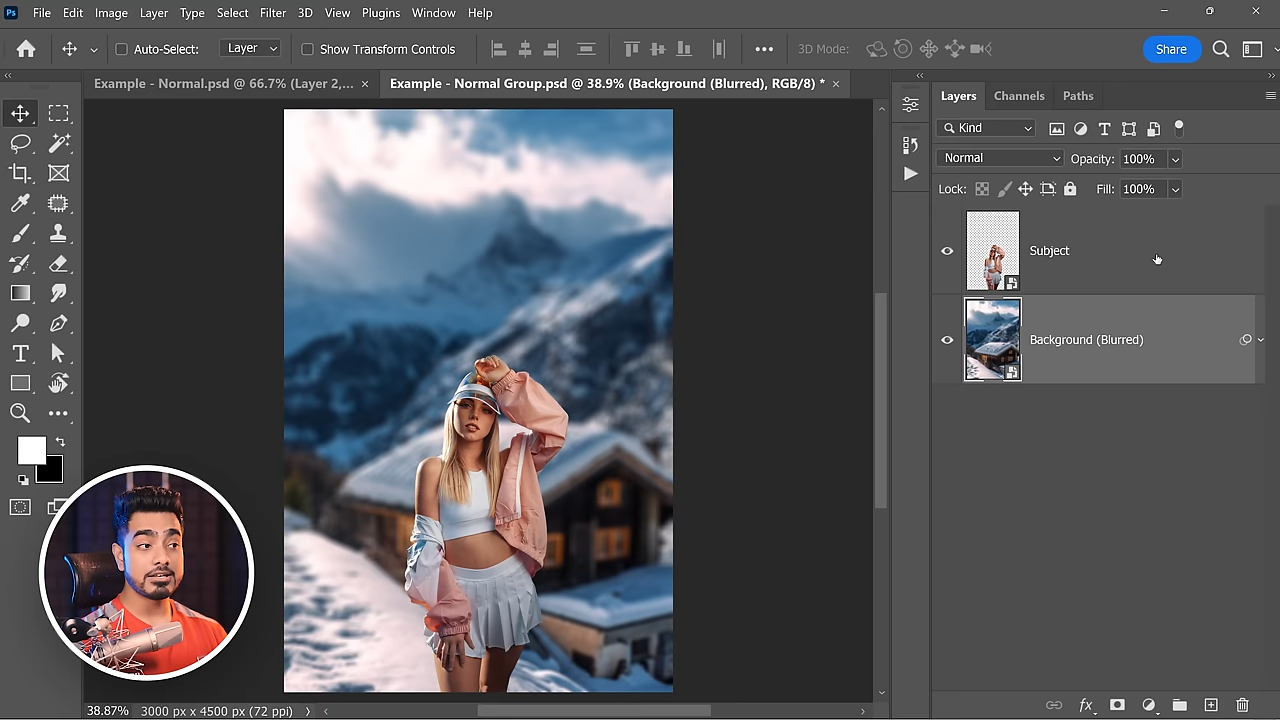 Ps File Edit Image Layer Type Select Filter 3D View Plugins Window Help
Auto-Select: Layer Show Transform Controls 3D Mode: Share
Example - Normal.psd @ 66.7% (Layer 2,... × Example - Normal Group.psd @ 38.9% (Background (Blurred), RGB/8) * ×
Layers Channels Paths
Kind
Normal Opacity: 100%
Lock: Fill: 100%
Subject
Background (Blurred)
38.87% 3000 px x 4500 px (72 ppi)
fx